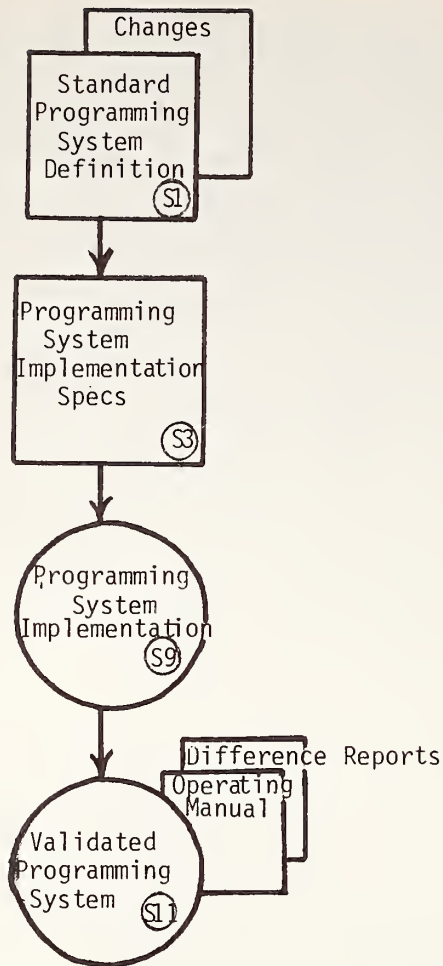 Changes
Standard
Programming
System
Definition
S1
Programming
System
Implementation
Specs
S3
Programming
System
Implementation
S9
Difference Reports
Operating
Manual
Validated
Programming
System
S11